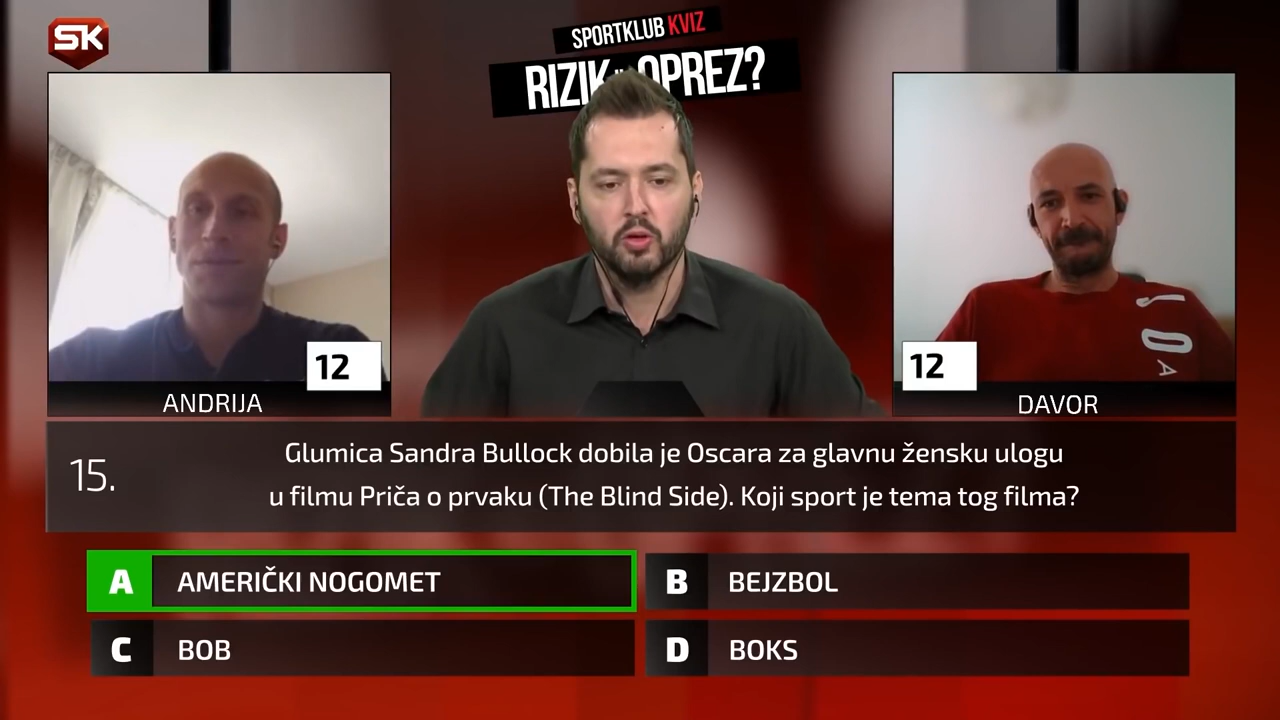 SK
SPORTKLUB KVIZ
RIZIK OPREZ?
12
ANDRIJA
12
DAVOR
15.
Glumica Sandra Bullock dobila je Oscara za glavnu žensku ulogu
u filmu Priča o prvaku (The Blind Side). Koji sport je tema tog filma?
A AMERIČKI NOGOMET
B BEJZBOL
C BOB
D BOKS